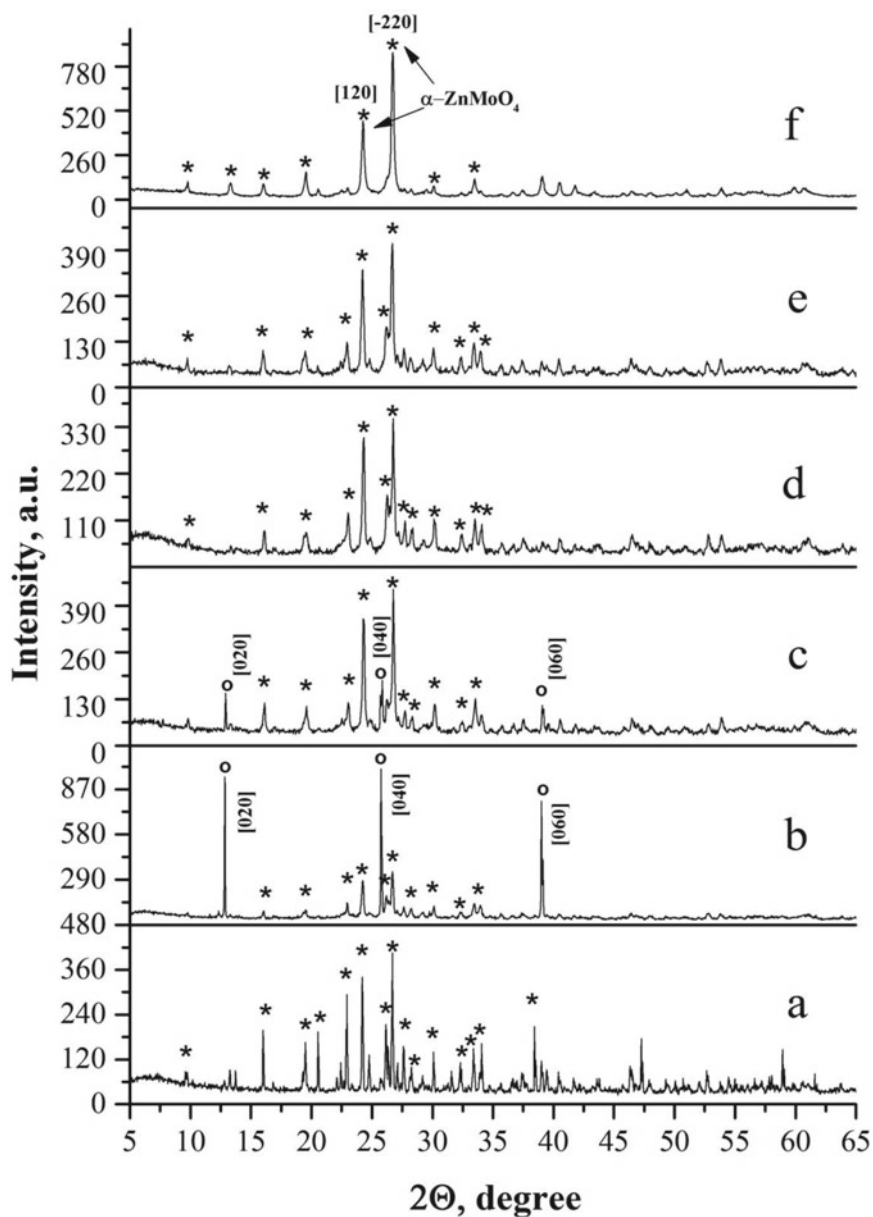 [-220]
*
[120]
α–ZnMoO₄
780
520
260
0
* * * * * * *
f
390
260
130
0
* * * * * * * * * * *
e
330
220
110
* * * * * * * * * * * * *
d
390
260
130
0
[020]
o
[040]
o
[060]
o
* * * * * * * * * *
c
870
580
290
o
[020]
o
[040]
o
[060]
* * * * * * * * * *
b
480
360
240
120
0
* * * * * * * * * * * * * * *
a
5 10 15 20 25 30 35 40 45 50 55 60 65
Intensity, a.u.
2Θ, degree